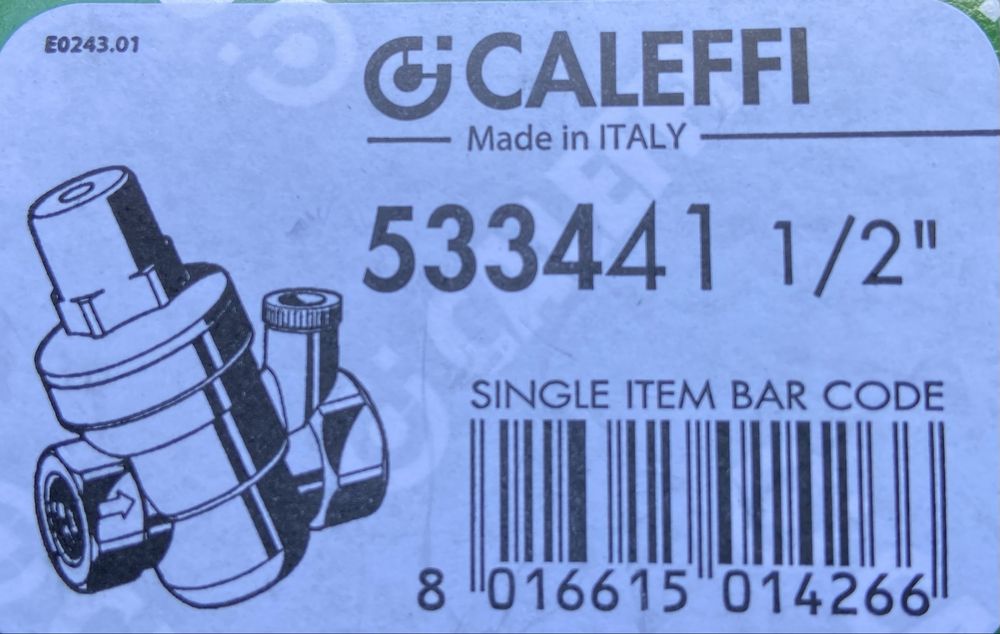 E0243.01
CALEFFI
Made in ITALY
533441 1/2"
SINGLE ITEM BAR CODE
8 016615 014266